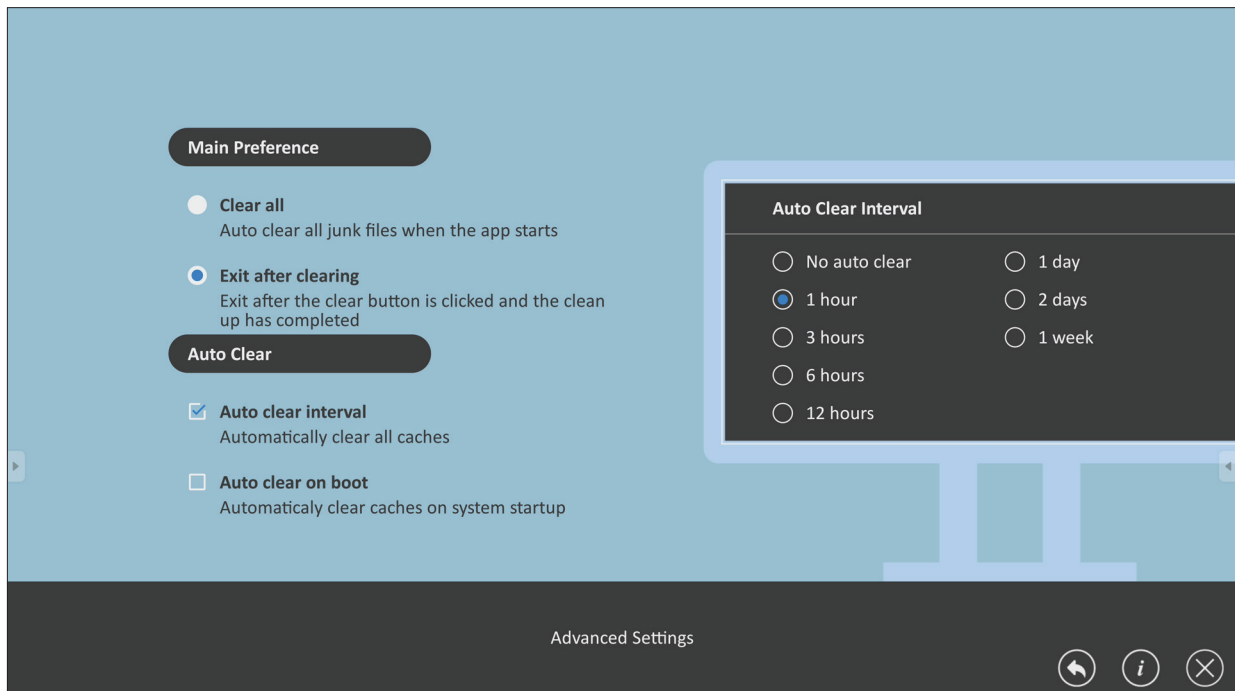 Main Preference
Clear all
Auto clear all junk files when the app starts
Exit after clearing
Exit after the clear button is clicked and the clean
up has completed
Auto Clear
Auto clear interval
Automatically clear all caches
Auto clear on boot
Automaticaly clear caches on system startup
Auto Clear Interval
No auto clear
1 hour
3 hours
6 hours
12 hours
1 day
2 days
1 week
Advanced Settings
i